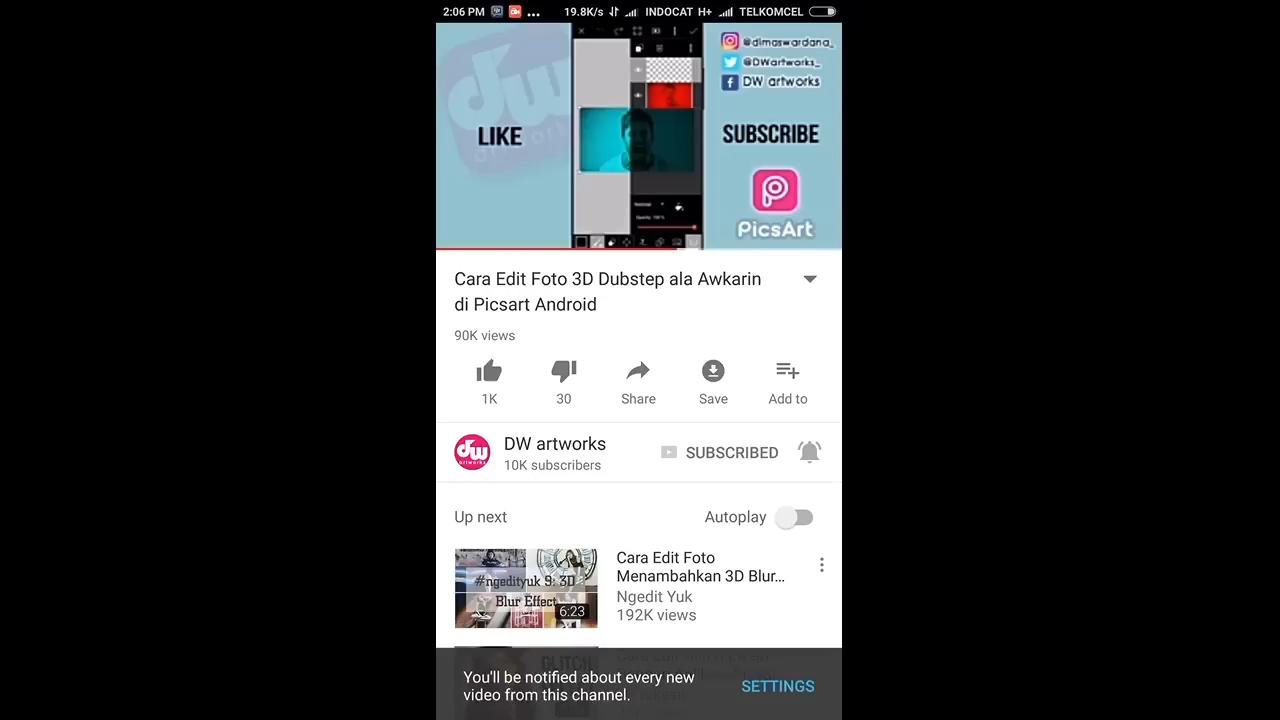 2:06 PM ... 19.8K/s INDOCAT H+ TELKOMCEL
@dimaswardana_
@DWartworks_
DW artworks
LIKE
SUBSCRIBE
PicsArt
Cara Edit Foto 3D Dubstep ala Awkarin
di Picsart Android
90K views
1K
30
Share
Save
Add to
dw
artworks
DW artworks
10K subscribers
SUBSCRIBED
Up next
Autoplay
#ngedityuk 9: 3D
Blur Effect
6:23
Cara Edit Foto
Menambahkan 3D Blur...
Ngedit Yuk
192K views
GLITCH
You'll be notified about every new
video from this channel.
SETTINGS